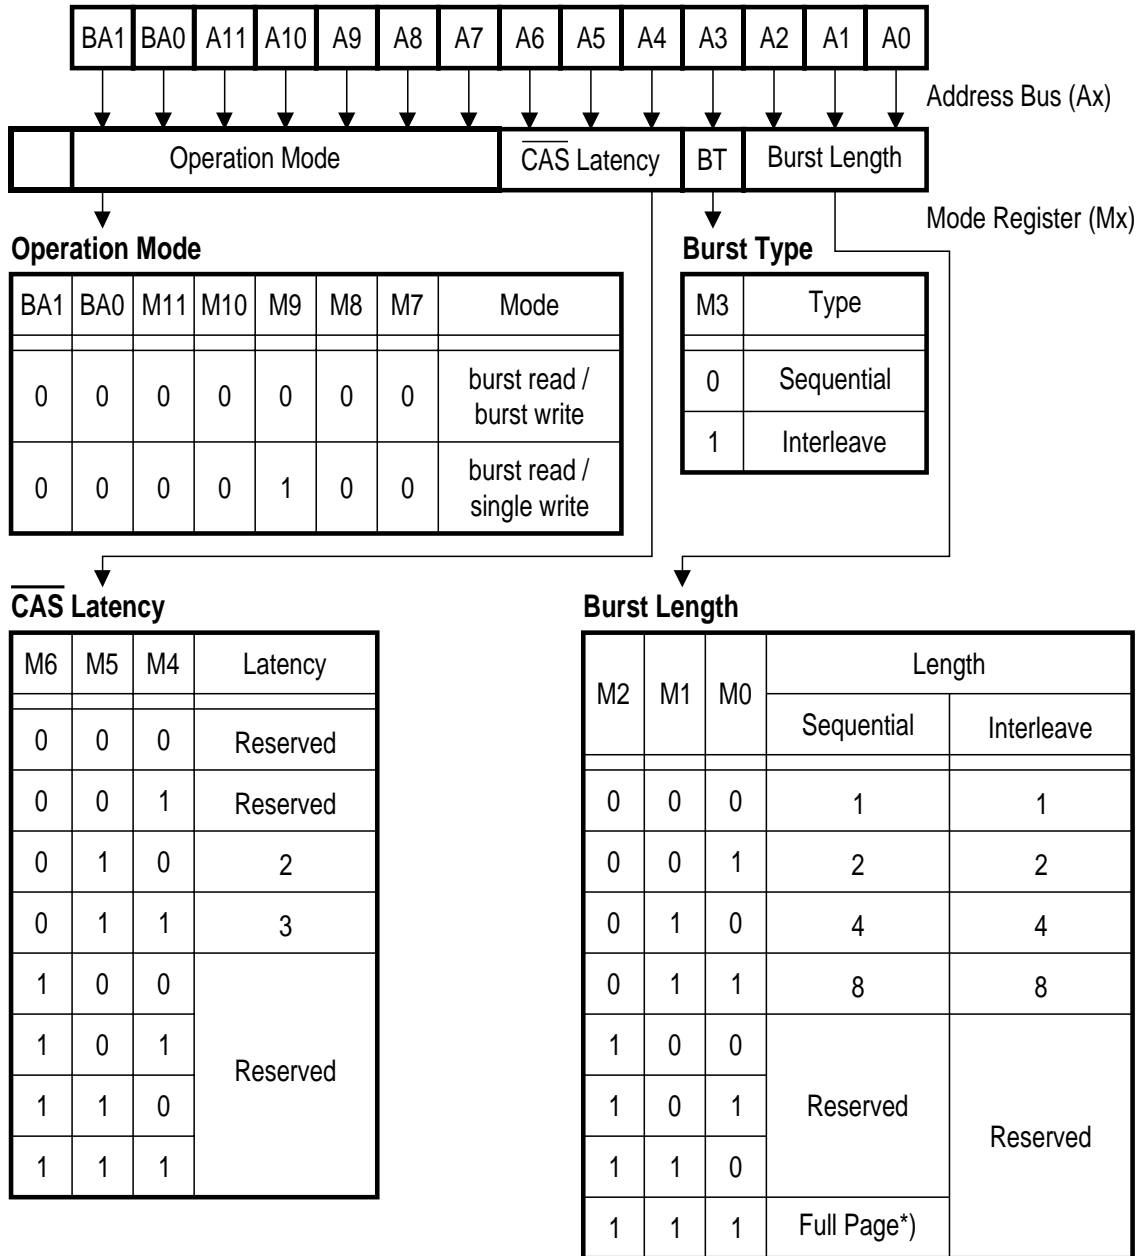 BA1 BA0 A11 A10 A9 A8 A7 A6 A5 A4 A3 A2 A1 A0
Address Bus (Ax)
Operation Mode CAS Latency BT Burst Length
Mode Register (Mx)
Operation Mode
BA1 BA0 M11 M10 M9 M8 M7 Mode
0 0 0 0 0 0 0 burst read /
burst write
0 0 0 0 1 0 0 burst read /
single write
Burst Type
M3 Type
0 Sequential
1 Interleave
CAS Latency
M6 M5 M4 Latency
0 0 0 Reserved
0 0 1 Reserved
0 1 0 2
0 1 1 3
1 0 0
1 0 1
Reserved
1 1 0
1 1 1
Burst Length
Length
M2 M1 M0
Sequential Interleave
0 0 0 1 1
0 0 1 2 2
0 1 0 4 4
0 1 1 8 8
1 0 0
1 0 1 Reserved
Reserved
1 1 0
1 1 1 Full Page*)